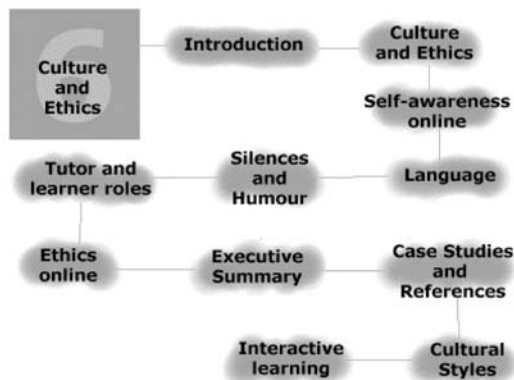 6
Culture
and
Ethics
Introduction
Culture
and Ethics
Self-awareness
online
Language
Silences
and
Humour
Tutor and
learner roles
Ethics
online
Executive
Summary
Case Studies
and
References
Cultural
Styles
Interactive
learning